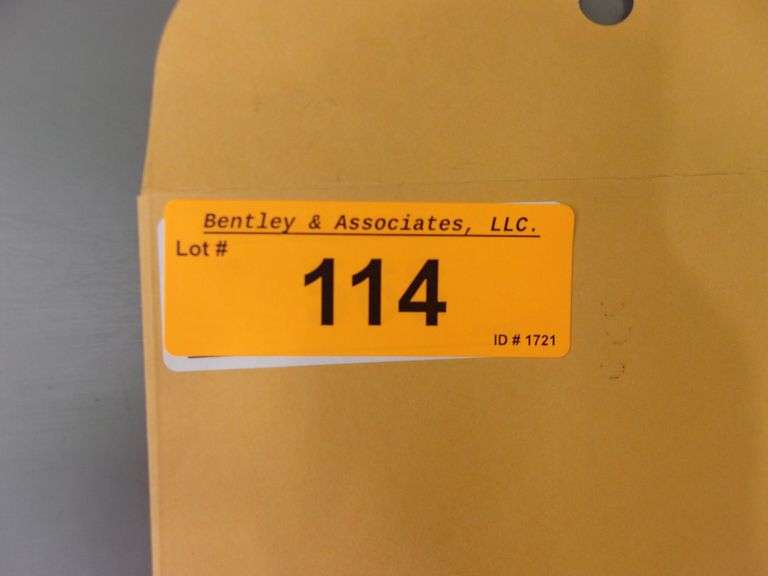 Bentley & Associates, LLC.
Lot #
114
ID # 1721